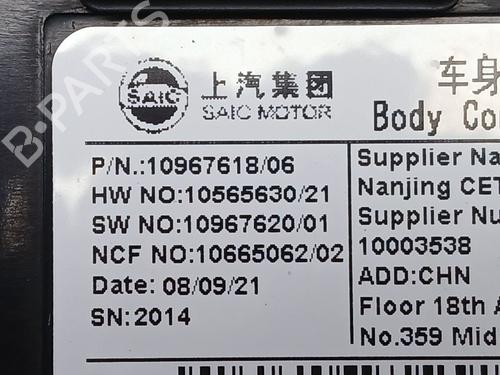 SAIC
上汽集团
SAIC MOTOR
车身
Body Co
P/N.:10967618/06
HW NO:10565630/21
SW NO:10967620/01
NCF NO:10665062/02
Date: 08/09/21
SN:2014
Supplier Na
Nanjing CET
Supplier Nu
10003538
ADD:CHN
Floor 18th A
No.359 Mid
B-PARTS